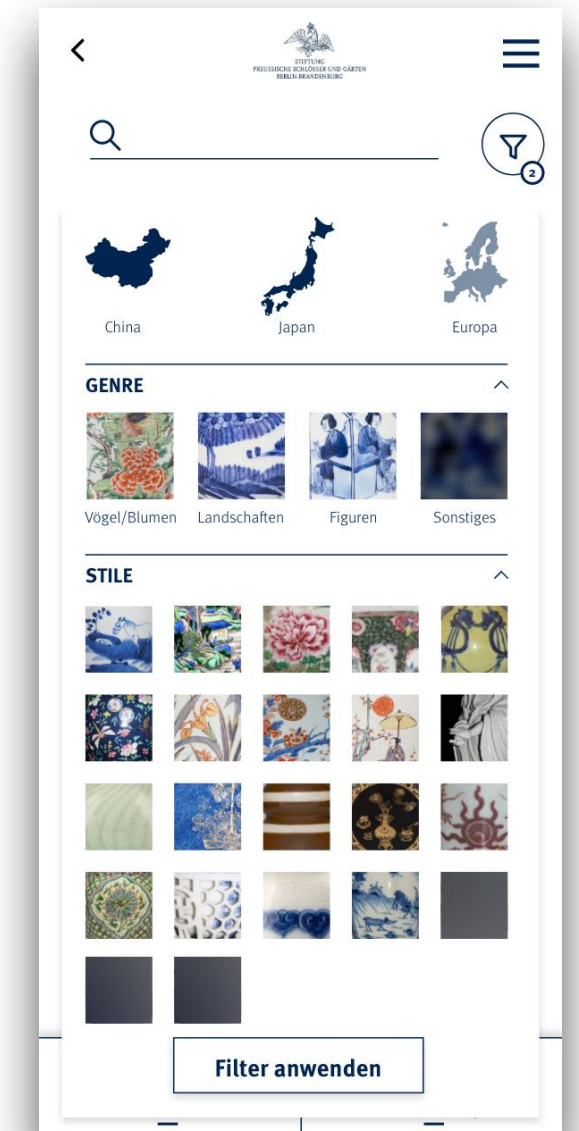 STIFTUNG
PREUSSISCHE SCHLÖSSER UND GÄRTEN
BERLIN-BRANDENBURG
2
China Japan Europa
GENRE
Vögel/Blumen Landschaften Figuren Sonstiges
STILE
Filter anwenden